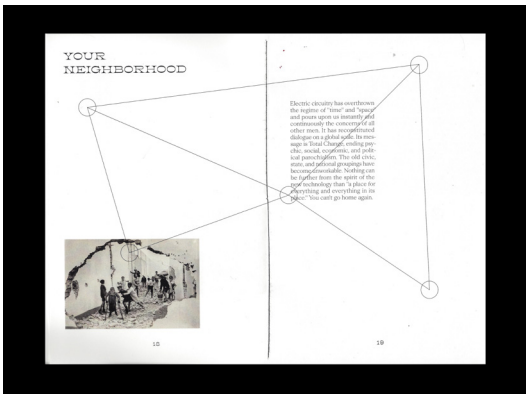 YOUR
NEIGHBORHOOD
Electric circuitry has overthrown
the regime of "time" and "space"
and pours upon us instantly and
continuously the concerns of all
other men. It has reconstituted
dialogue on a global scale. Its mes-
sage is Total Change, ending psy-
chic, social, economic, and polit-
ical parochialism. The old civic,
state, and national groupings have
become unworkable. Nothing can
be further from the spirit of the
new technology than "a place for
everything and everything in its
place." You can't go home again.
19